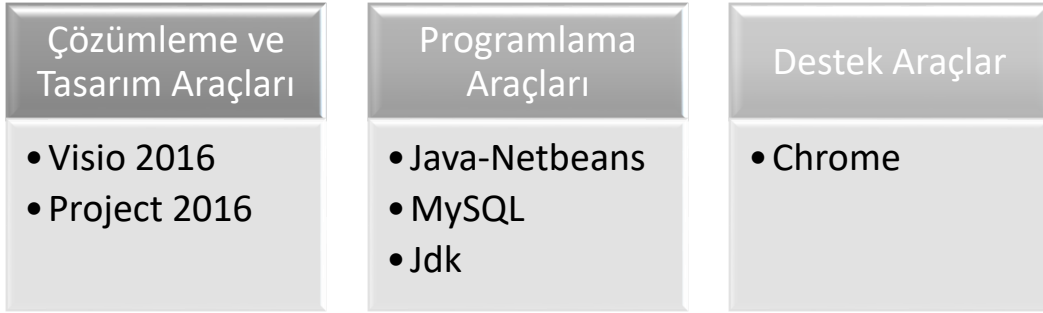 Çözümleme ve
Tasarım Araçları
• Visio 2016
• Project 2016
Programlama
Araçları
• Java-Netbeans
• MySQL
• Jdk
Destek Araçlar
• Chrome